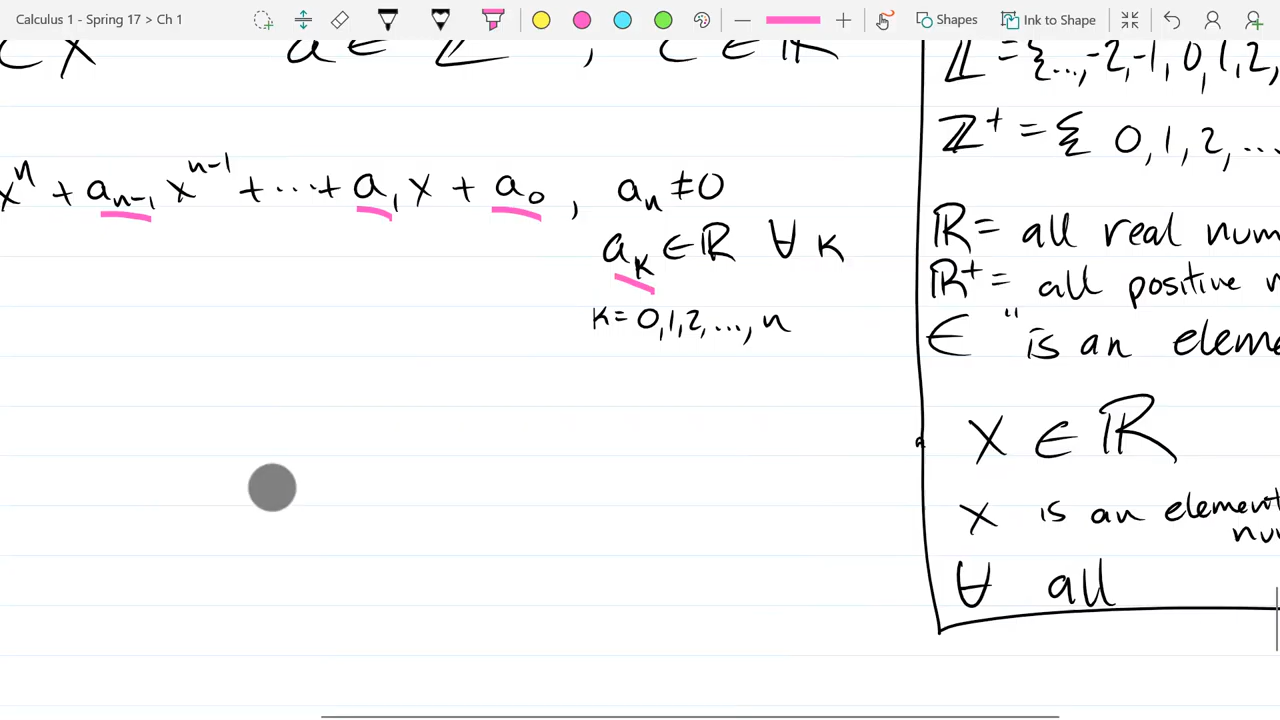 Calculus 1 - Spring 17 > Ch 1
Shapes
Ink to Shape
a ∈ ℤ , C ∈ ℝ
xⁿ + aₙ₋₁ xⁿ⁻¹ + ... + a₁ x + a₀ , aₙ ≠ 0
aₖ ∈ ℝ ∀ k
k = 0,1,2,...,n
ℤ = {...,-2,-1,0,1,2,
ℤ⁺ = { 0,1,2,...
ℝ = all real
ℝ⁺ = all positive
∈ "is an
x ∈ ℝ
x is an element
∀ all